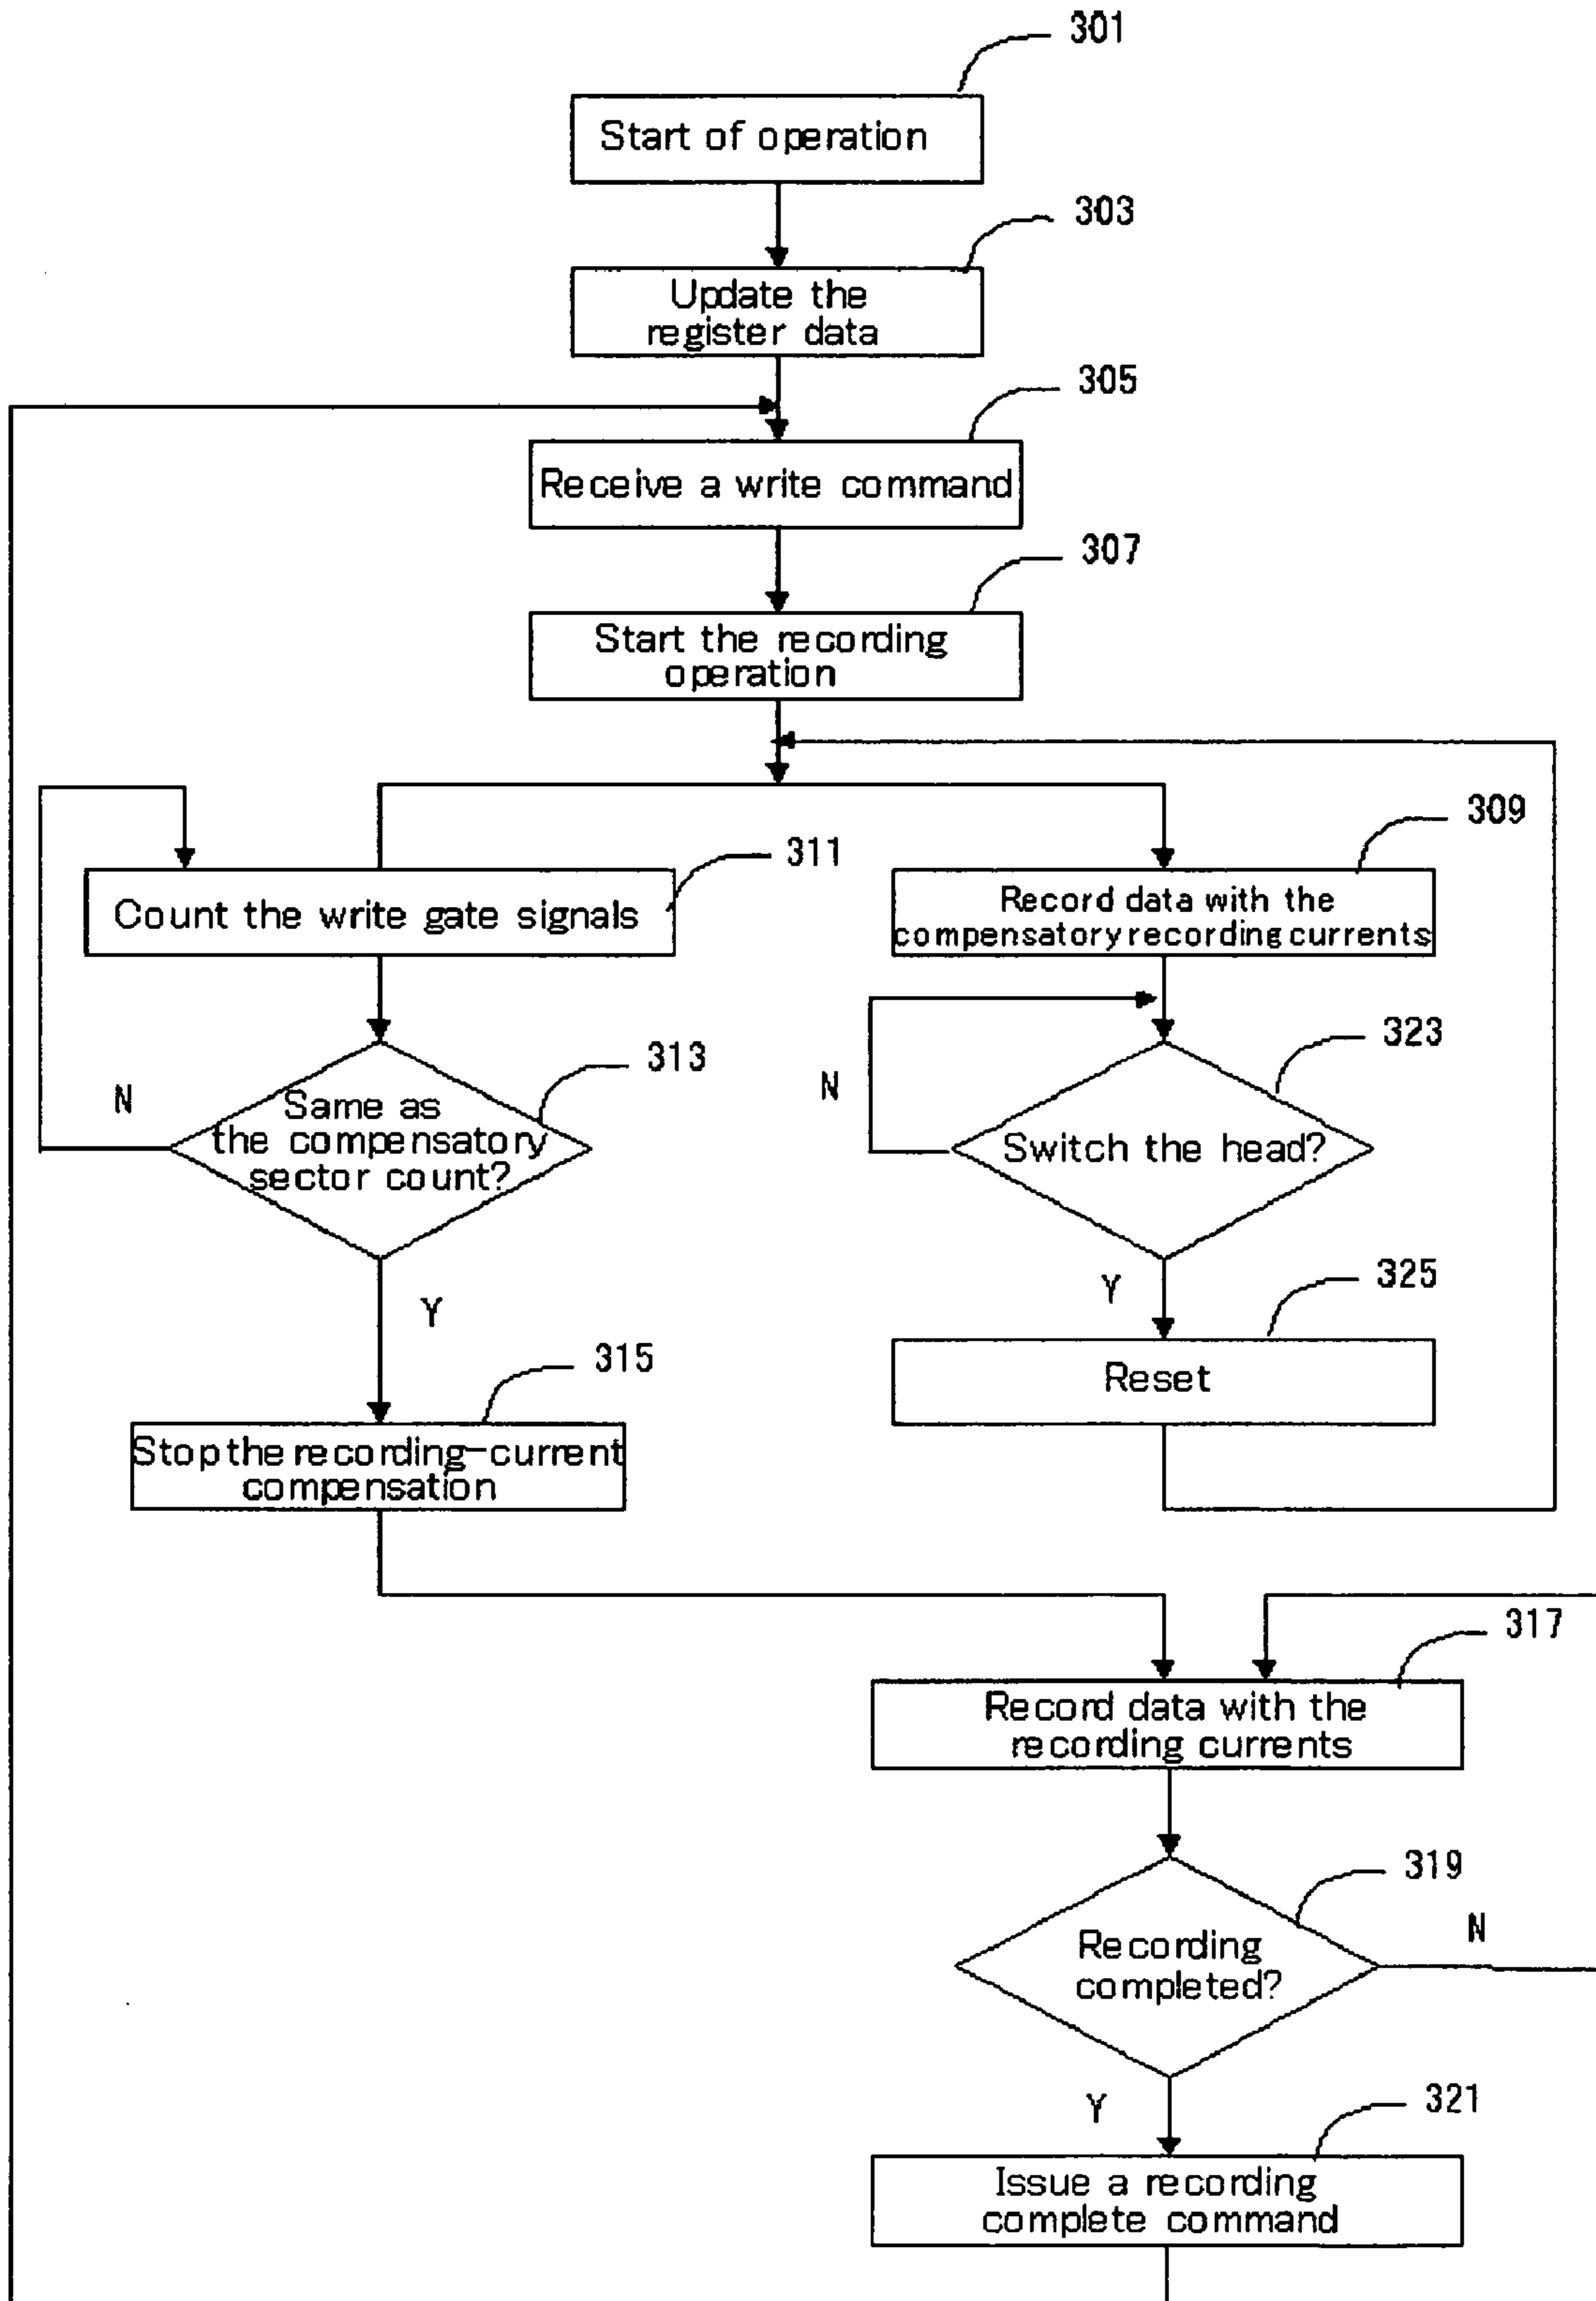 301
Start of operation
303
Update the
register data
305
Receive a write command
307
Start the recording
operation
309
311
Count the write gate signals
Record data with the
compensatory recording currents
313
323
N
N
Same as
the compensatory
sector count?
Switch the head?
Y
Y
325
315
Reset
Stop the recording-current
compensation
317
Record data with the
recording currents
319
N
Recording
completed?
Y
321
Issue a recording
complete command